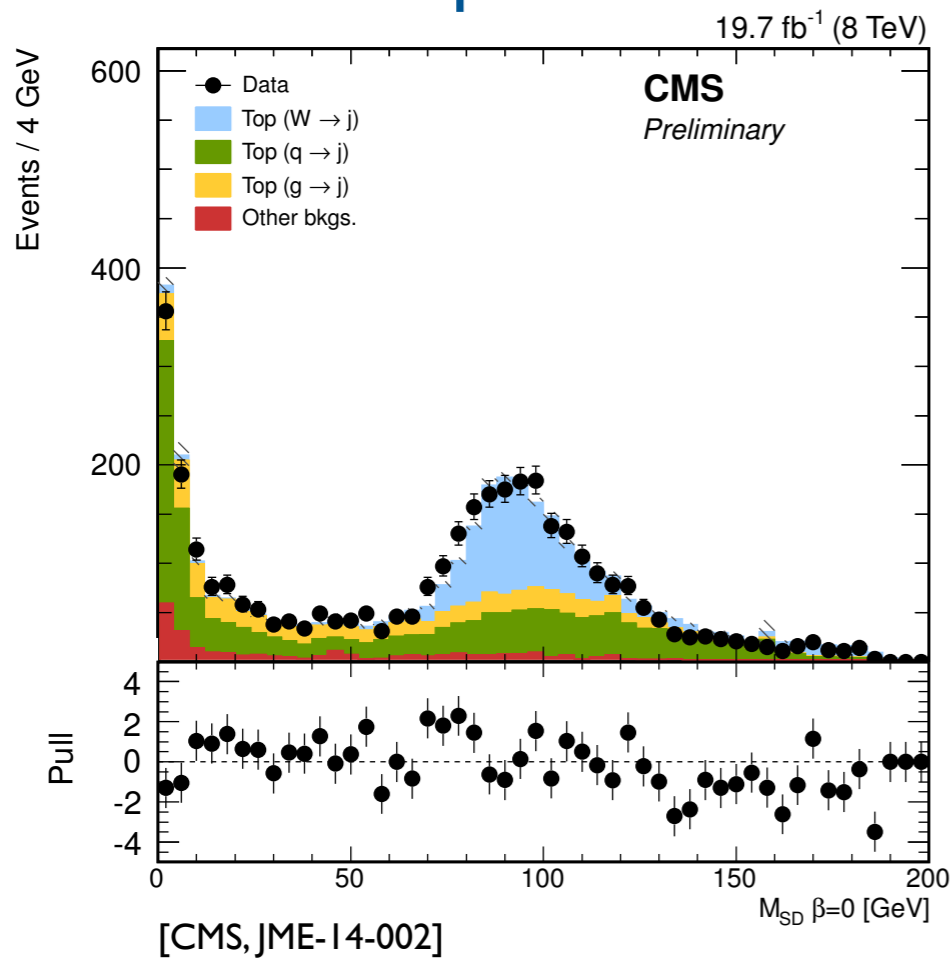 19.7 fb⁻¹ (8 TeV)
Events / 4 GeV
600
400
200
Data
Top (W → j)
Top (q → j)
Top (g → j)
Other bkgs.
CMS
Preliminary
Pull
4
2
0
-2
-4
0 50 100 150 200
M_SD β=0 [GeV]
[CMS, JME-14-002]